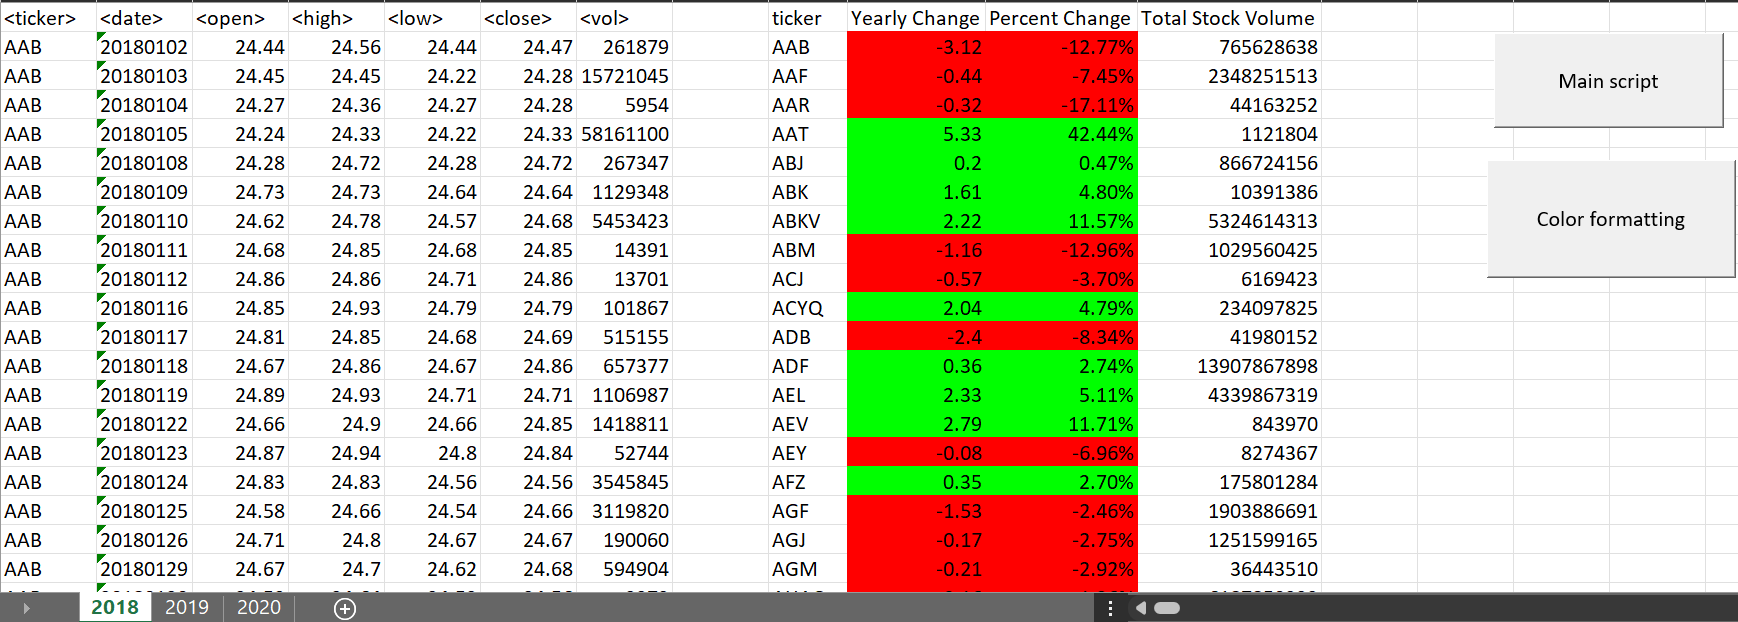 <ticker> <date> <open> <high> <low> <close> <vol> ticker Yearly Change Percent Change Total Stock Volume
AAB 20180102 24.44 24.56 24.44 24.47 261879 AAB -3.12 -12.77% 765628638
AAB 20180103 24.45 24.45 24.22 24.28 15721045 AAF -0.44 -7.45% 2348251513
Main script
AAB 20180104 24.27 24.36 24.27 24.28 5954 AAR -0.32 -17.11% 44163252
AAB 20180105 24.24 24.33 24.22 24.33 58161100 AAT 5.33 42.44% 1121804
AAB 20180108 24.28 24.72 24.28 24.72 267347 ABJ 0.2 0.47% 866724156
AAB 20180109 24.73 24.73 24.64 24.64 1129348 ABK 1.61 4.80% 10391386
AAB 20180110 24.62 24.78 24.57 24.68 5453423 ABKV 2.22 11.57% 5324614313
Color formatting
AAB 20180111 24.68 24.85 24.68 24.85 14391 ABM -1.16 -12.96% 1029560425
AAB 20180112 24.86 24.86 24.71 24.86 13701 ACJ -0.57 -3.70% 6169423
AAB 20180116 24.85 24.93 24.79 24.79 101867 ACYQ 2.04 4.79% 234097825
AAB 20180117 24.81 24.85 24.68 24.69 515155 ADB -2.4 -8.34% 41980152
AAB 20180118 24.67 24.86 24.67 24.86 657377 ADF 0.36 2.74% 13907867898
AAB 20180119 24.89 24.93 24.71 24.71 1106987 AEL 2.33 5.11% 4339867319
AAB 20180122 24.66 24.9 24.66 24.85 1418811 AEV 2.79 11.71% 843970
AAB 20180123 24.87 24.94 24.8 24.84 52744 AEY -0.08 -6.96% 8274367
AAB 20180124 24.83 24.83 24.56 24.56 3545845 AFZ 0.35 2.70% 175801284
AAB 20180125 24.58 24.66 24.54 24.66 3119820 AGF -1.53 -2.46% 1903886691
AAB 20180126 24.71 24.8 24.67 24.67 190060 AGJ -0.17 -2.75% 1251599165
AAB 20180129 24.67 24.7 24.62 24.68 594904 AGM -0.21 -2.92% 36443510
2018 2019 2020